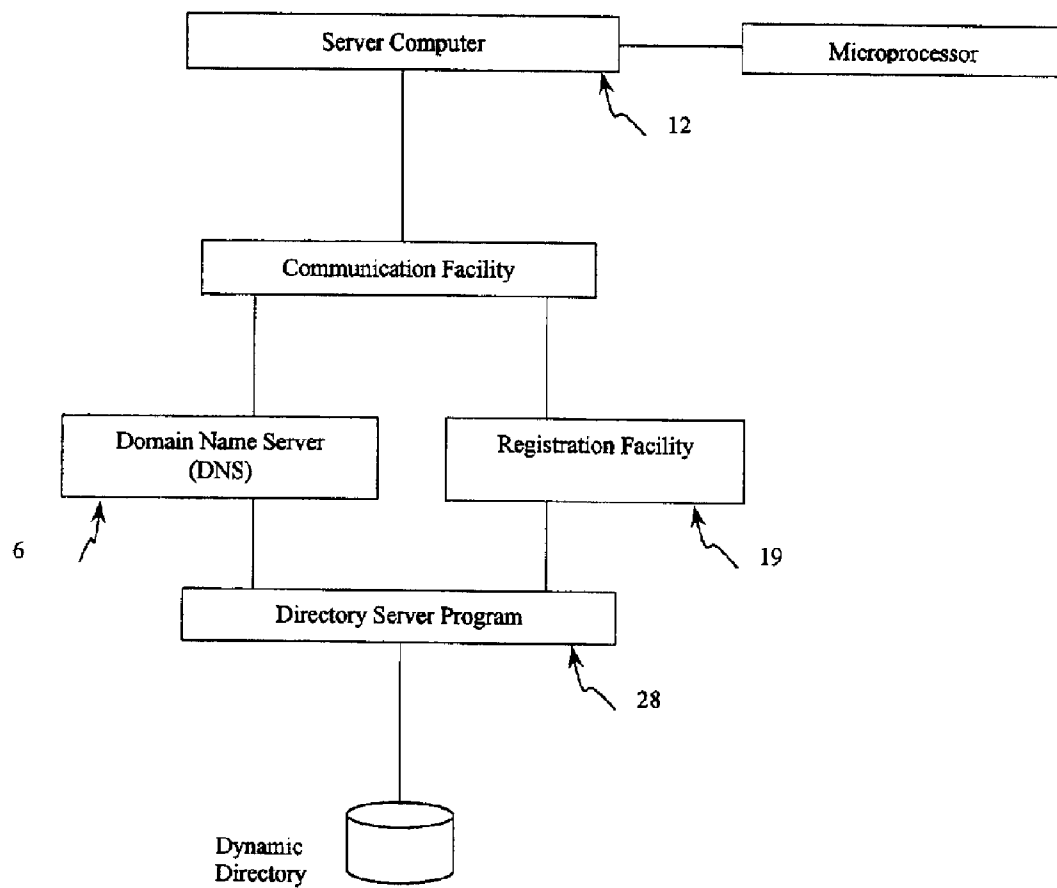 Server Computer
Microprocessor
12
Communication Facility
Domain Name Server
(DNS)
Registration Facility
6
19
Directory Server Program
28
Dynamic
Directory